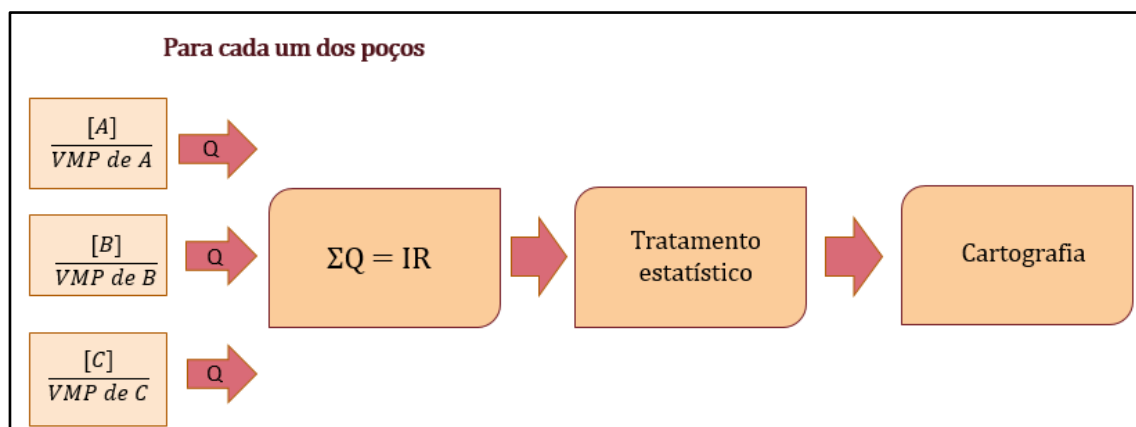 Para cada um dos poços
[A]
VMP de A
Q
[B]
VMP de B
Q
[C]
VMP de C
Q
ΣQ = IR
Tratamento
estatístico
Cartografia